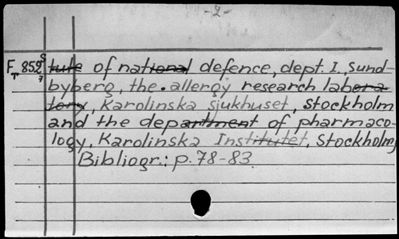 -2-
F 852 tute of national defence, dept. I, Sund-
byberg, the allergy research labora-
tory, Karolinska sjukhuset, Stockholm
and the department of pharmaco-
logy, Karolinska Institutet, Stockholm,
Bibliogr.: p. 78-83